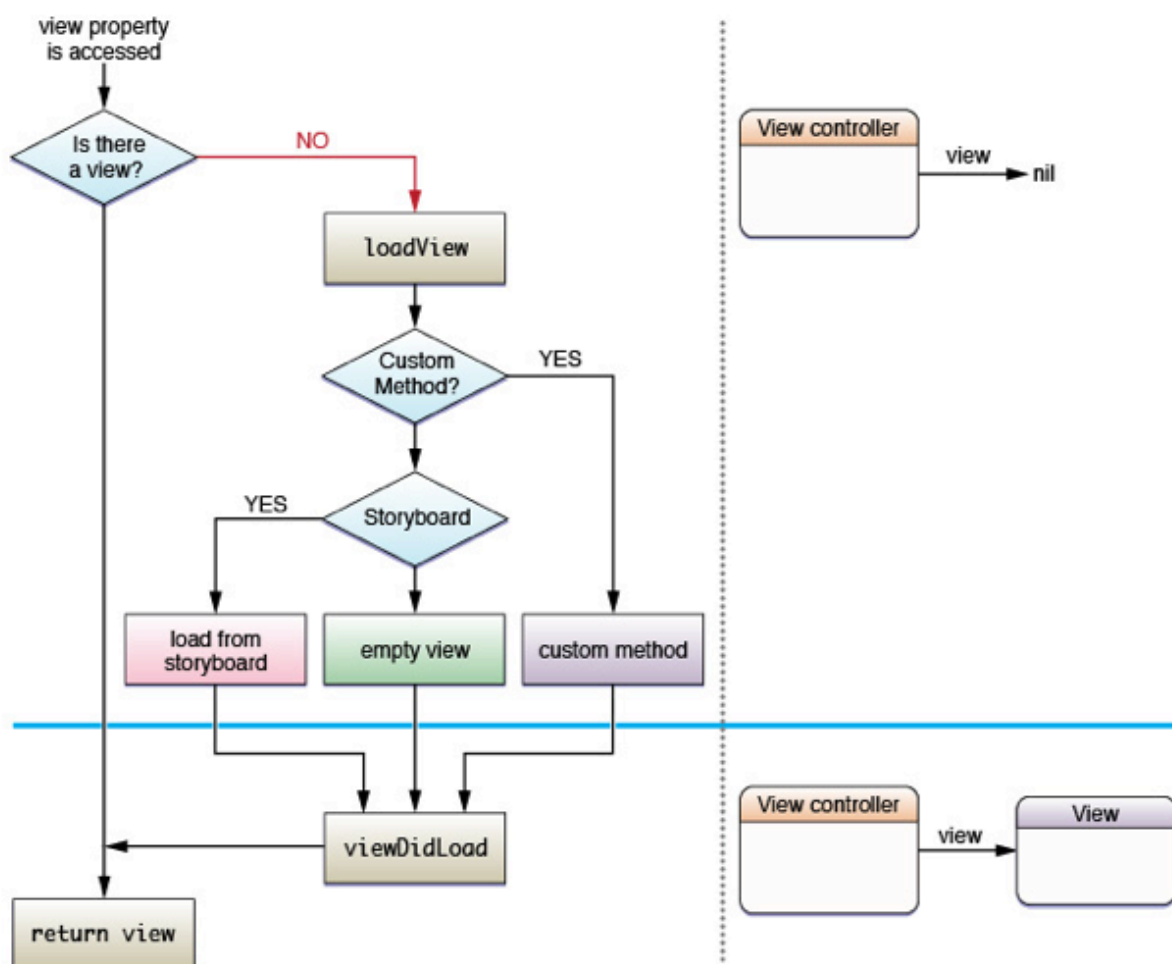 view property
is accessed
Is there
a view?
NO
loadView
Custom
Method?
YES
Storyboard
YES
load from
storyboard
empty view
custom method
viewDidLoad
return view
View controller
view
nil
View controller
view
View